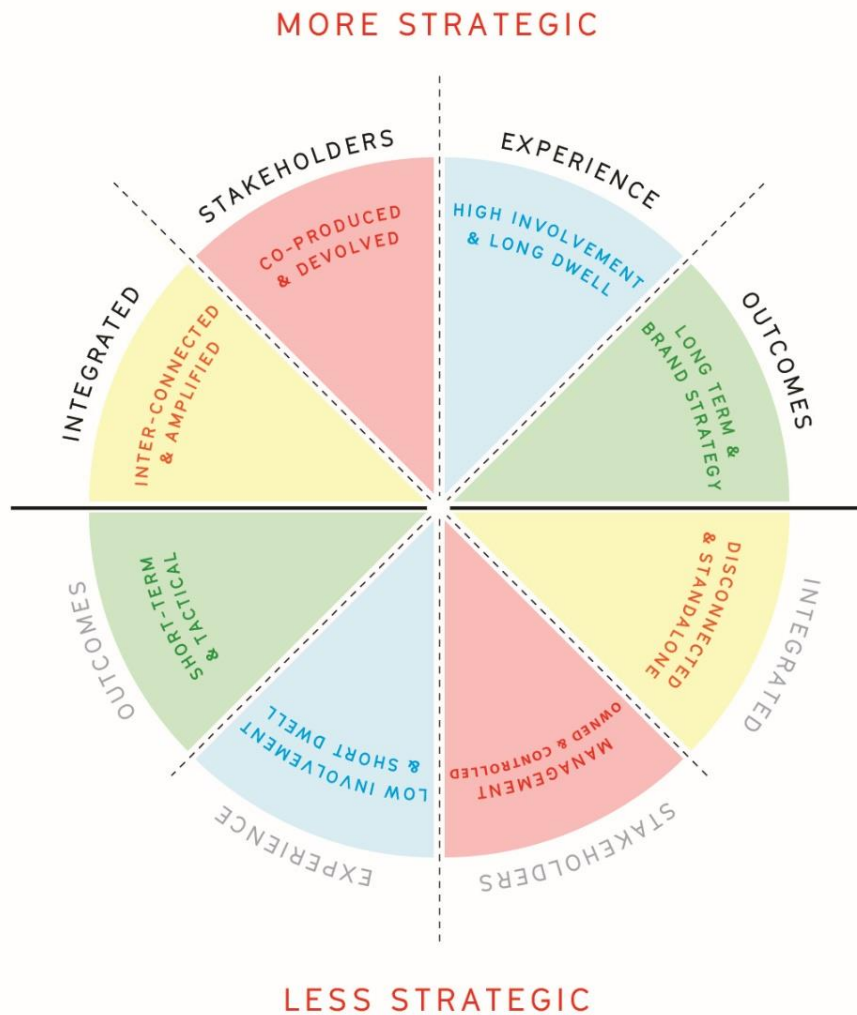 MORE STRATEGIC
STAKEHOLDERS
EXPERIENCE
CO-PRODUCED
& DEVOLVED
HIGH INVOLVEMENT
& LONG DWELL
INTEGRATED
INTER-CONNECTED
& AMPLIFIED
OUTCOMES
LONG TERM &
BRAND STRATEGY
OUTCOMES
SHORT-TERM
& TACTICAL
DISCONNECTED
& STANDALONE
INTEGRATED
LOW INVOLVEMENT
& SHORT DWELL
EXPERIENCE
MANAGEMENT
OWNED & CONTROLLED
STAKEHOLDERS
LESS STRATEGIC